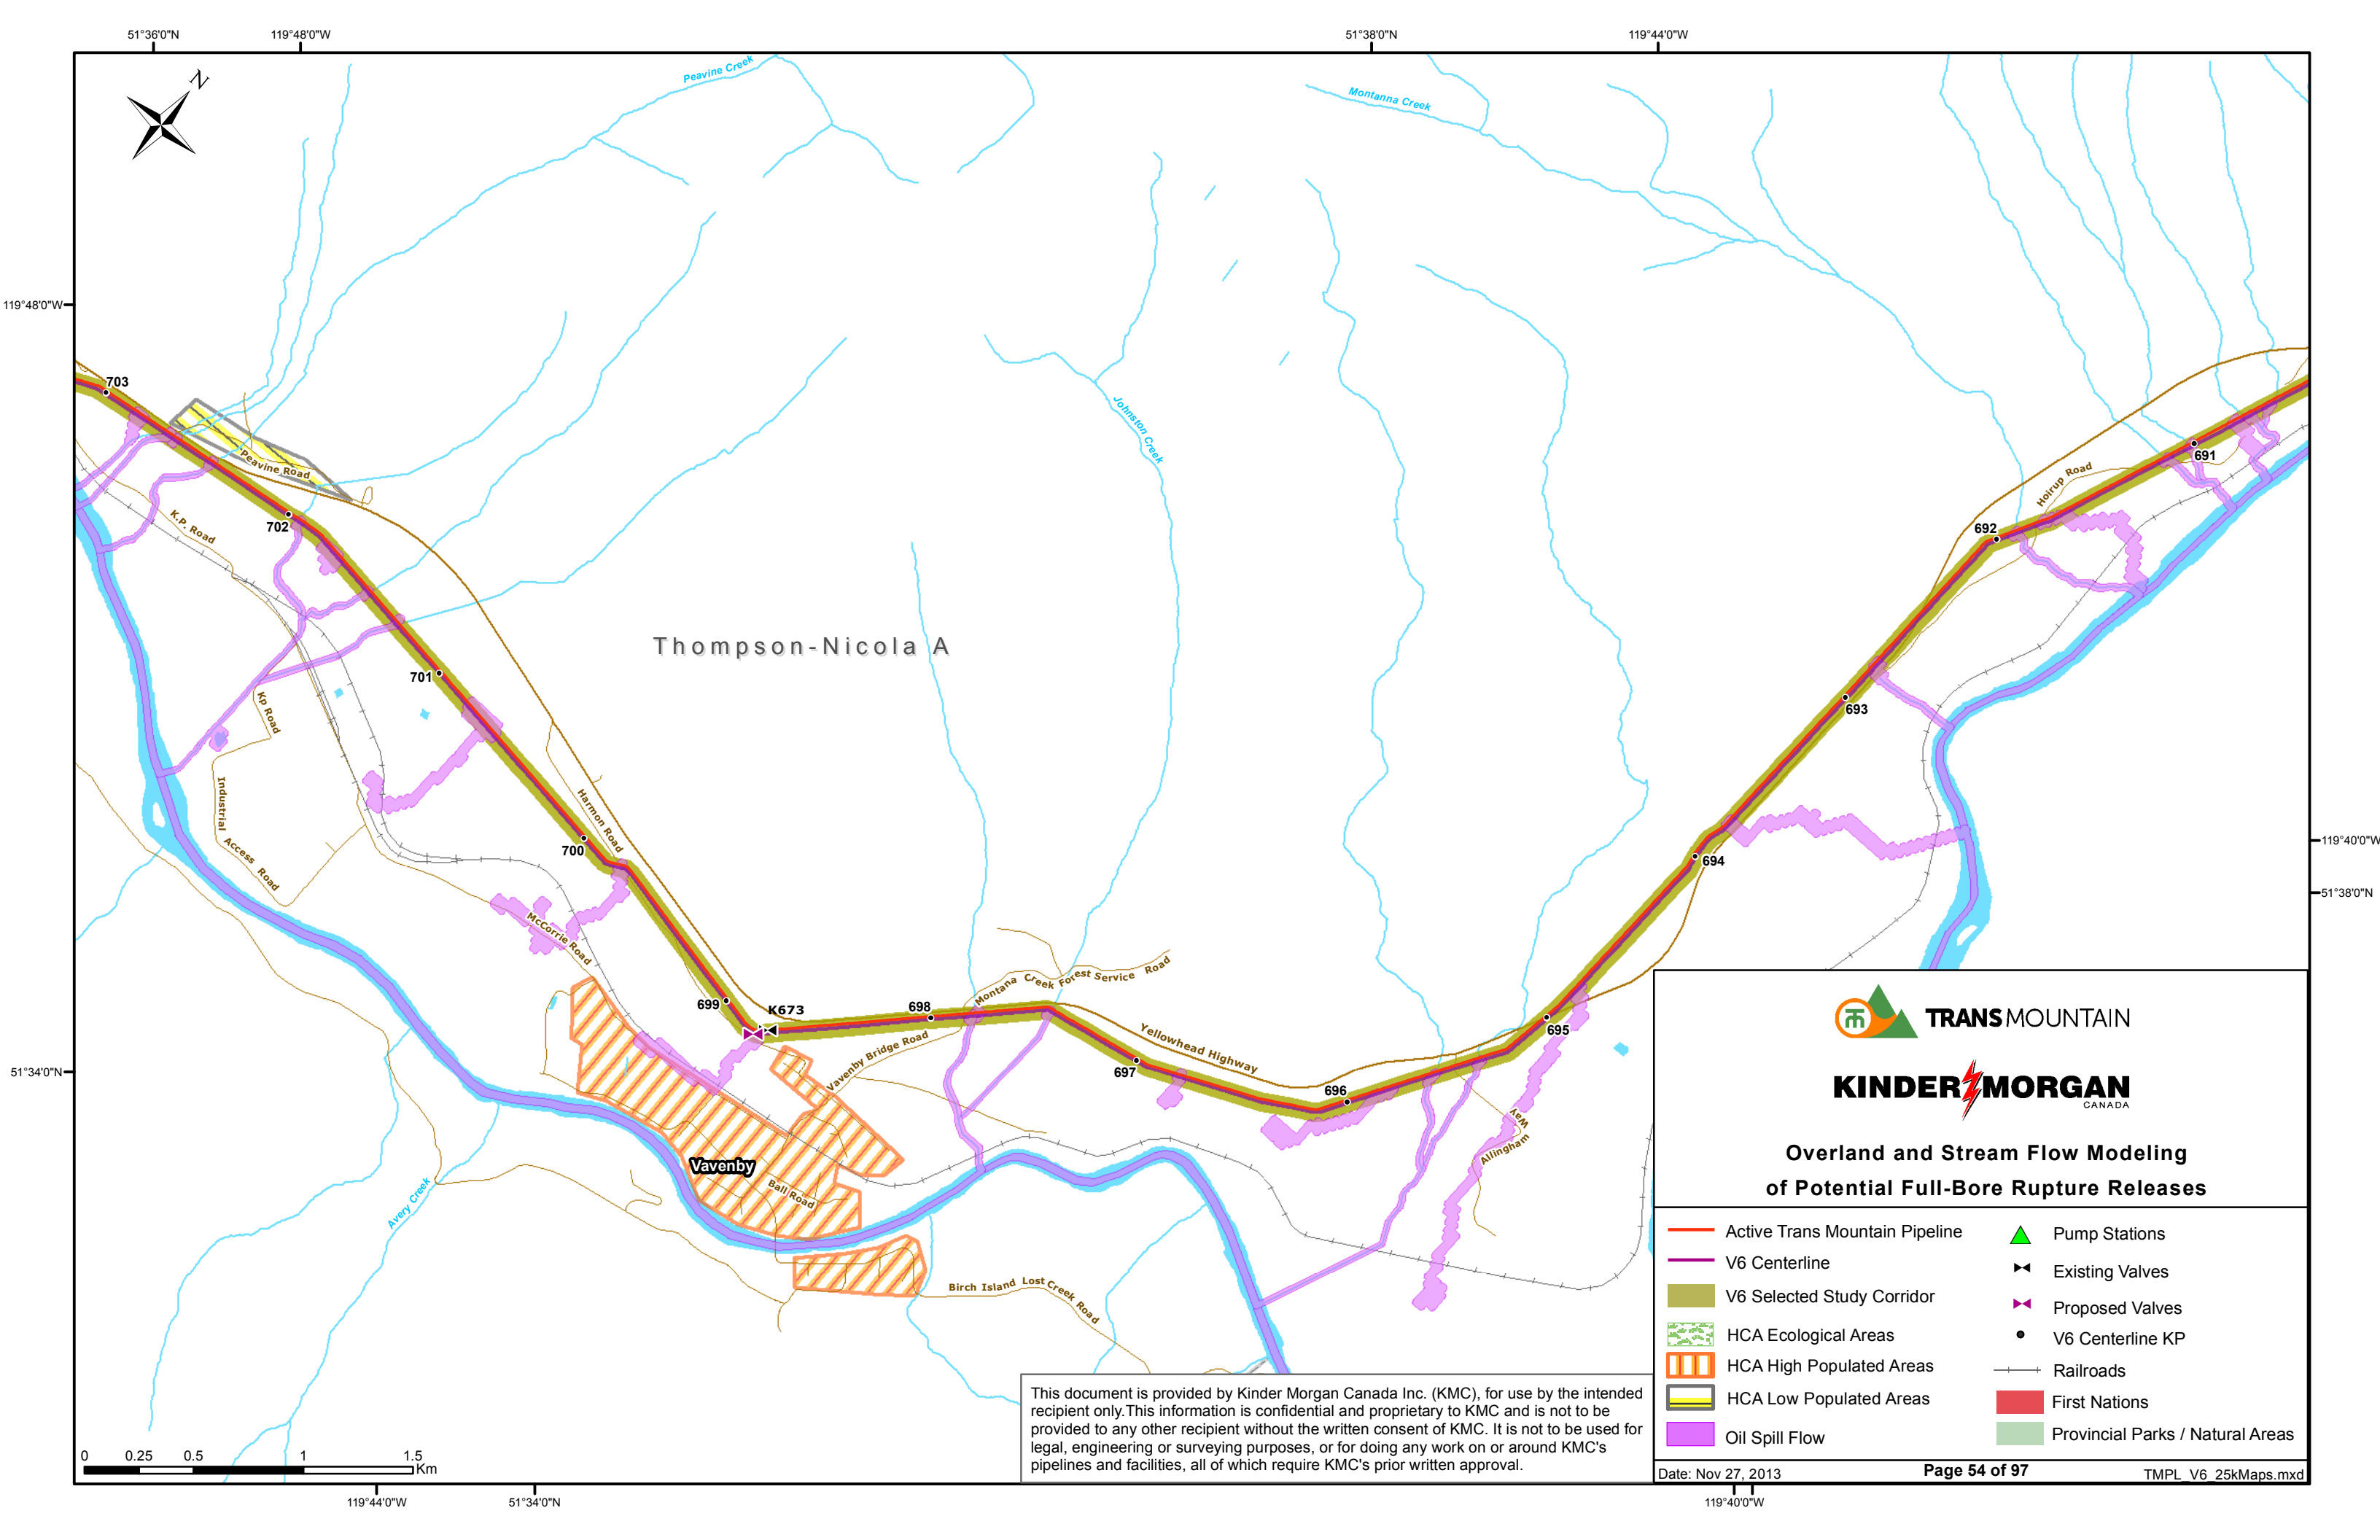 51°36'0"N
119°48'0"W
51°38'0"N
119°44'0"W
N
Peavine Creek
Montanna Creek
119°48'0"W
703
Johnston Creek
Peavine Road
691
Hoirup Road
K.P. Road
702
692
Thompson-Nicola A
701
Kp Road
693
Industrial Access Road
Harmon Road
700
694
119°40'0"W
51°38'0"N
McCorrie Road
Montana Creek Forest Service Road
699
K673
698
Yellowhead Highway
695
51°34'0"N
Vavenby Bridge Road
697
696
Allingham Way
Vavenby
Ball Road
Avery Creek
Birch Island Lost Creek Road
TRANSMOUNTAIN
KINDER MORGAN
CANADA
Overland and Stream Flow Modeling
of Potential Full-Bore Rupture Releases
Active Trans Mountain Pipeline
V6 Centerline
V6 Selected Study Corridor
HCA Ecological Areas
HCA High Populated Areas
HCA Low Populated Areas
Oil Spill Flow
Pump Stations
Existing Valves
Proposed Valves
V6 Centerline KP
Railroads
First Nations
Provincial Parks / Natural Areas
Date: Nov 27, 2013
Page 54 of 97
TMPL_V6_25kMaps.mxd
This document is provided by Kinder Morgan Canada Inc. (KMC), for use by the intended
recipient only.This information is confidential and proprietary to KMC and is not to be
provided to any other recipient without the written consent of KMC. It is not to be used for
legal, engineering or surveying purposes, or for doing any work on or around KMC's
pipelines and facilities, all of which require KMC's prior written approval.
0 0.25 0.5 1 1.5
Km
119°44'0"W
51°34'0"N
119°40'0"W